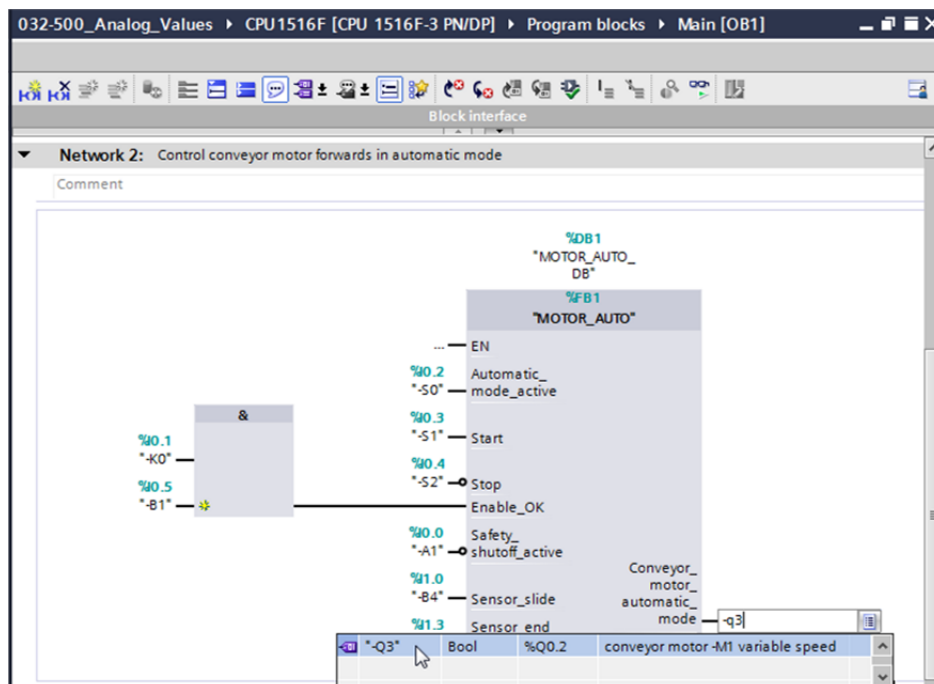 032-500_Analog_Values ▸ CPU1516F [CPU 1516F-3 PN/DP] ▸ Program blocks ▸ Main [OB1]
Block interface
Network 2: Control conveyor motor forwards in automatic mode
Comment
%DB1
"MOTOR_AUTO_
DB"
%FB1
"MOTOR_AUTO"
... EN
%I0.2
"-S0"
Automatic_
mode_active
&
%I0.3
"-S1" Start
%I0.1
"-K0"
%I0.4
"-S2" Stop
%I0.5
"-B1"
Enable_OK
%I0.0
"-A1"
Safety_
shutoff_active
%I1.0
"-B4" Sensor_slide
Conveyor_
motor_
automatic_
mode
-q3
%I1.3
Sensor_end
"-Q3" Bool %Q0.2 conveyor motor -M1 variable speed